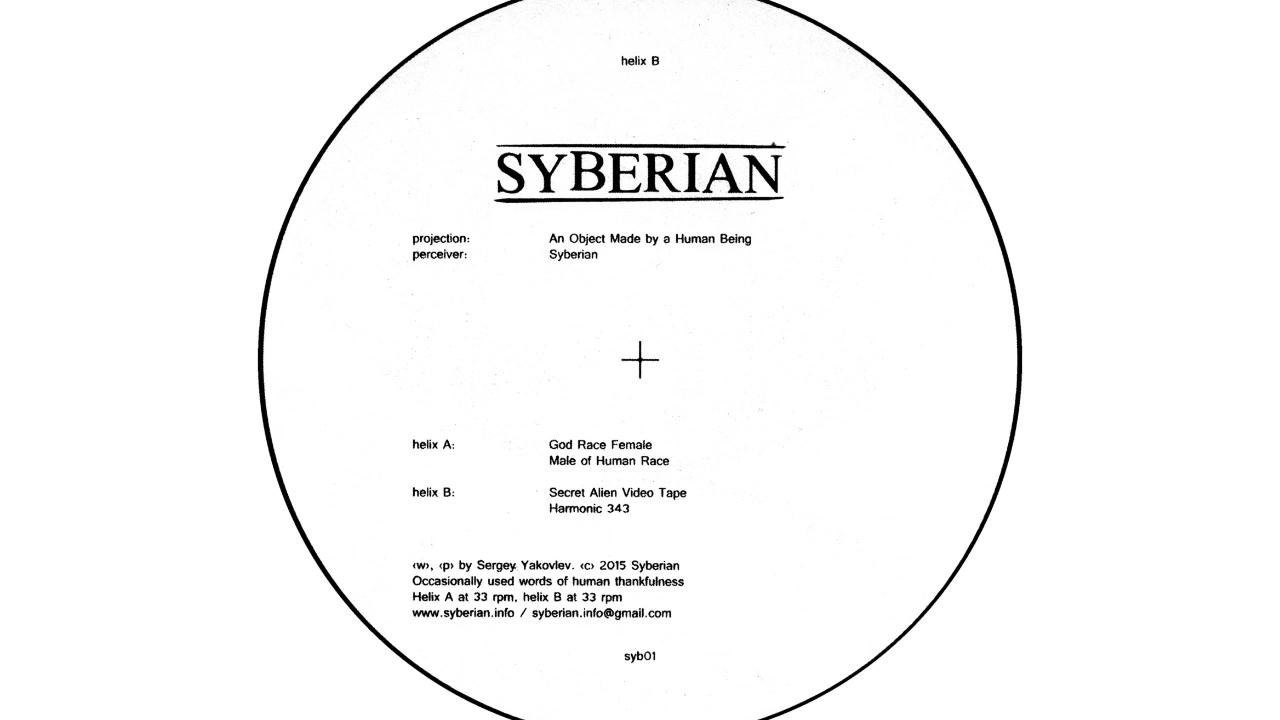 helix B
SYBERIAN
projection: An Object Made by a Human Being
perceiver: Syberian
helix A: God Race Female
Male of Human Race
helix B: Secret Alien Video Tape
Harmonic 343
‹w›, ‹p› by Sergey Yakovlev. ‹c› 2015 Syberian
Occasionally used words of human thankfulness
Helix A at 33 rpm, helix B at 33 rpm
www.syberian.info / syberian.info@gmail.com
syb01